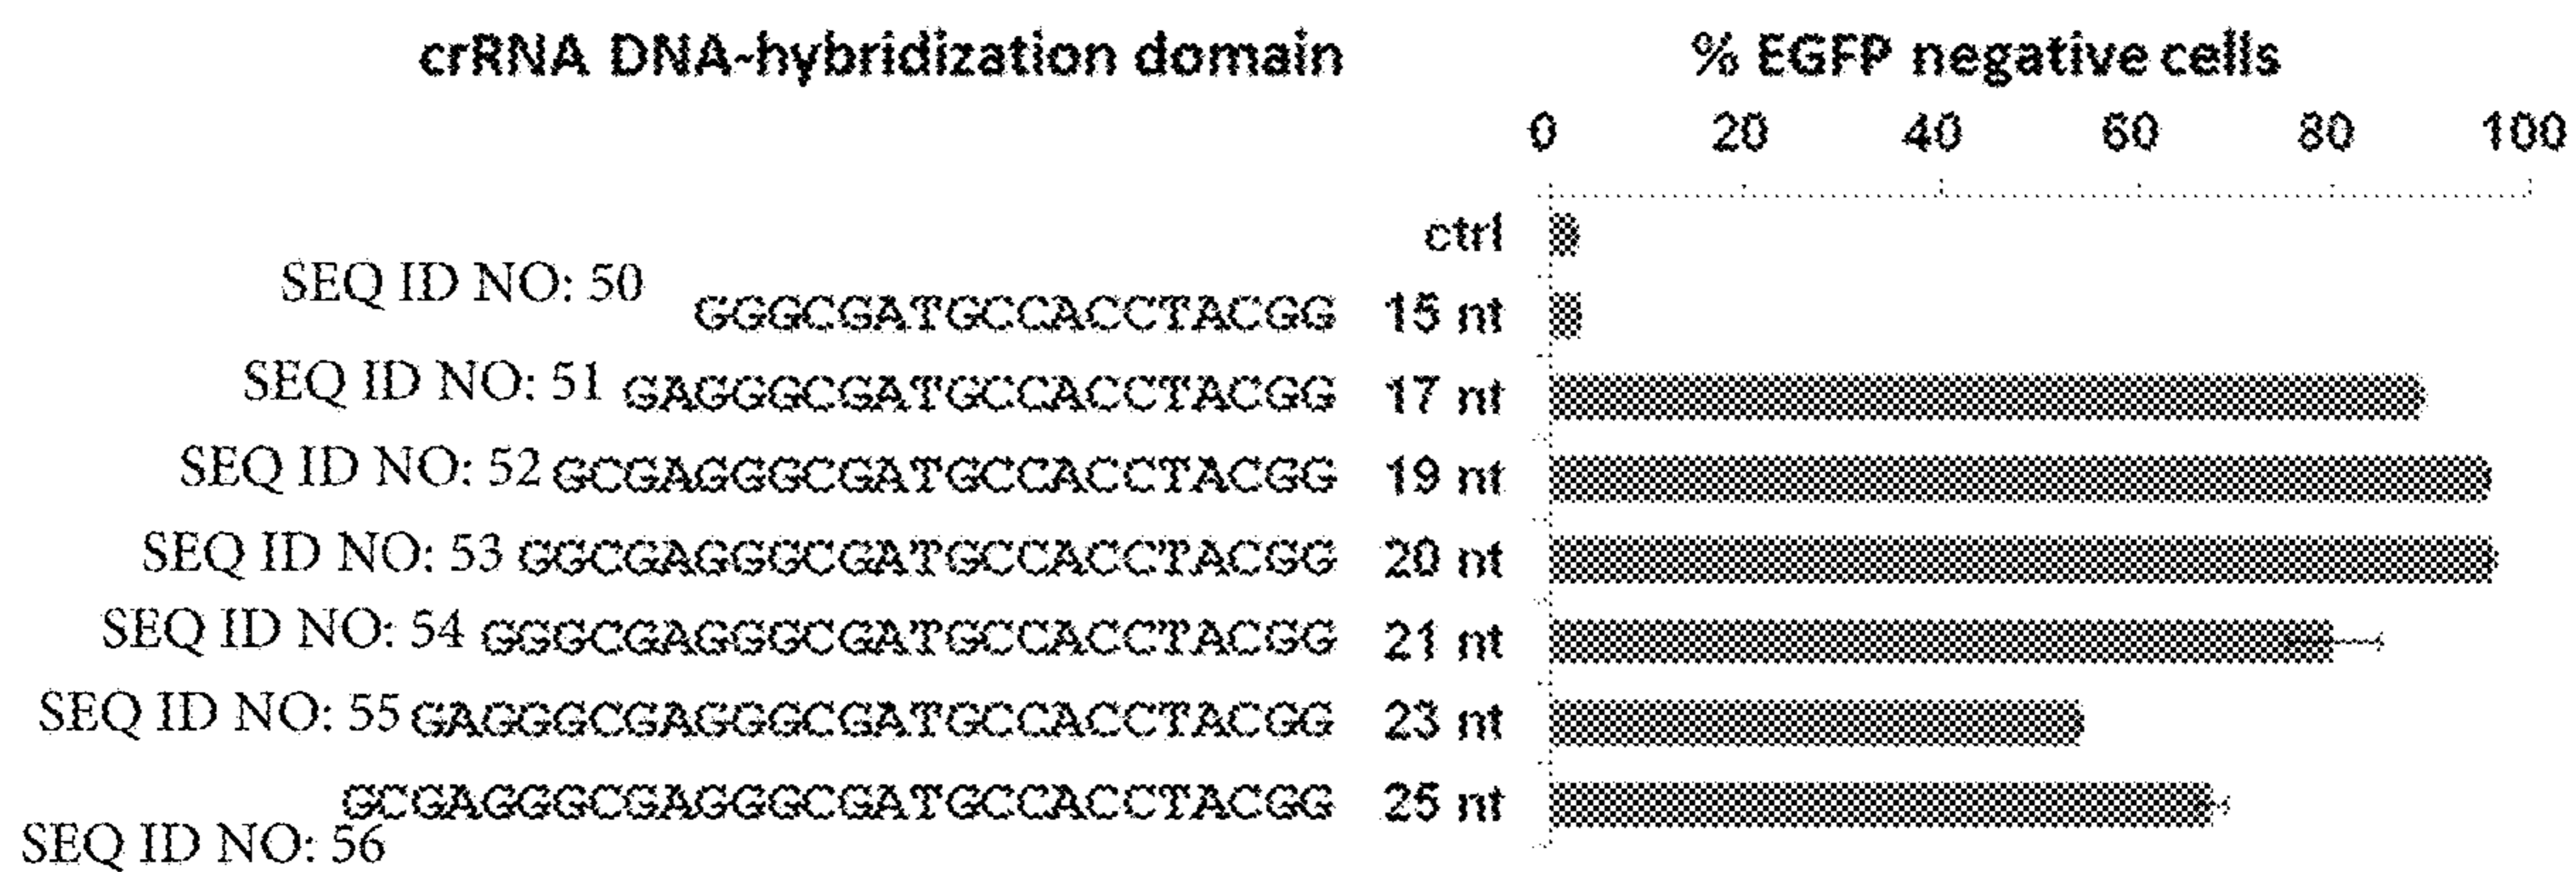 crRNA DNA-hybridization domain
% EGFP negative cells
0 20 40 60 80 100
ctrl
SEQ ID NO: 50 GGGCGATGCCACCTACGG 15 nt
SEQ ID NO: 51 GAGGGCGATGCCACCTACGG 17 nt
SEQ ID NO: 52 GCGAGGGCGATGCCACCTACGG 19 nt
SEQ ID NO: 53 GGCGAGGGCGATGCCACCTACGG 20 nt
SEQ ID NO: 54 GGGCGAGGGCGATGCCACCTACGG 21 nt
SEQ ID NO: 55 GAGGGCGAGGGCGATGCCACCTACGG 23 nt
GCGAGGGCGAGGGCGATGCCACCTACGG 25 nt
SEQ ID NO: 56